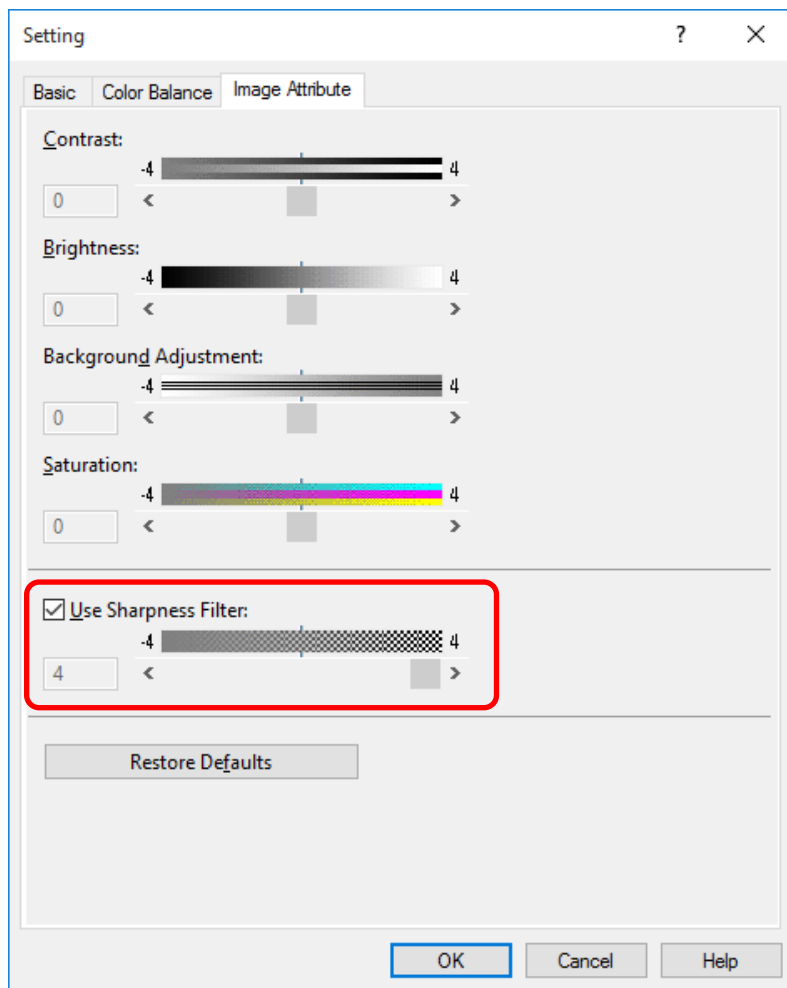 Setting ?
Basic Color Balance Image Attribute
Contrast:
-4 4
0
Brightness:
-4 4
0
Background Adjustment:
-4 4
0
Saturation:
-4 4
0
Use Sharpness Filter:
-4 4
4
Restore Defaults
OK Cancel Help